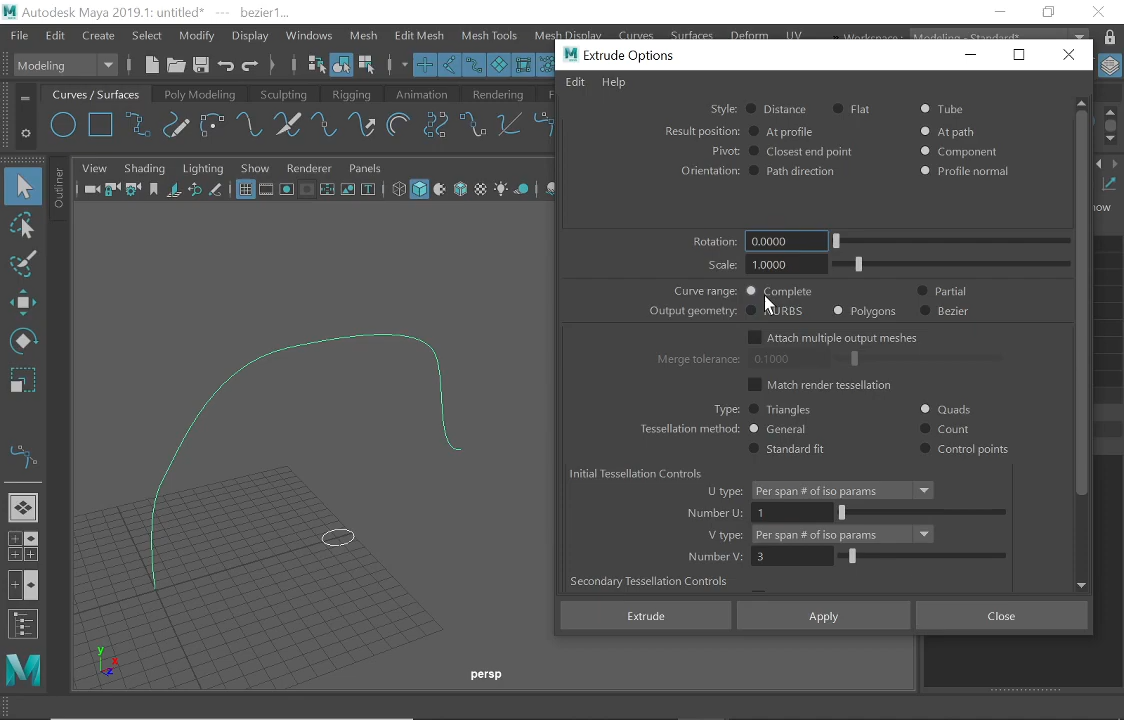 Autodesk Maya 2019.1: untitled* --- bezier1...
File Edit Create Select Modify Display Windows Mesh Edit Mesh Mesh Tools Mesh Display Curves Surfaces Deform UV
Workspace: Modeling - Standard*
Modeling
Curves / Surfaces Poly Modeling Sculpting Rigging Animation Rendering
View Shading Lighting Show Renderer Panels
Outliner
persp
y
x
z
Extrude Options
Edit Help
Style: Distance Flat Tube
Result position: At profile At path
Pivot: Closest end point Component
Orientation: Path direction Profile normal
Rotation: 0.0000
Scale: 1.0000
Curve range: Complete Partial
Output geometry: NURBS Polygons Bezier
Attach multiple output meshes
Merge tolerance: 0.1000
Match render tessellation
Type: Triangles Quads
Tessellation method: General Count
Standard fit Control points
Initial Tessellation Controls
U type: Per span # of iso params
Number U: 1
V type: Per span # of iso params
Number V: 3
Secondary Tessellation Controls
Extrude Apply Close